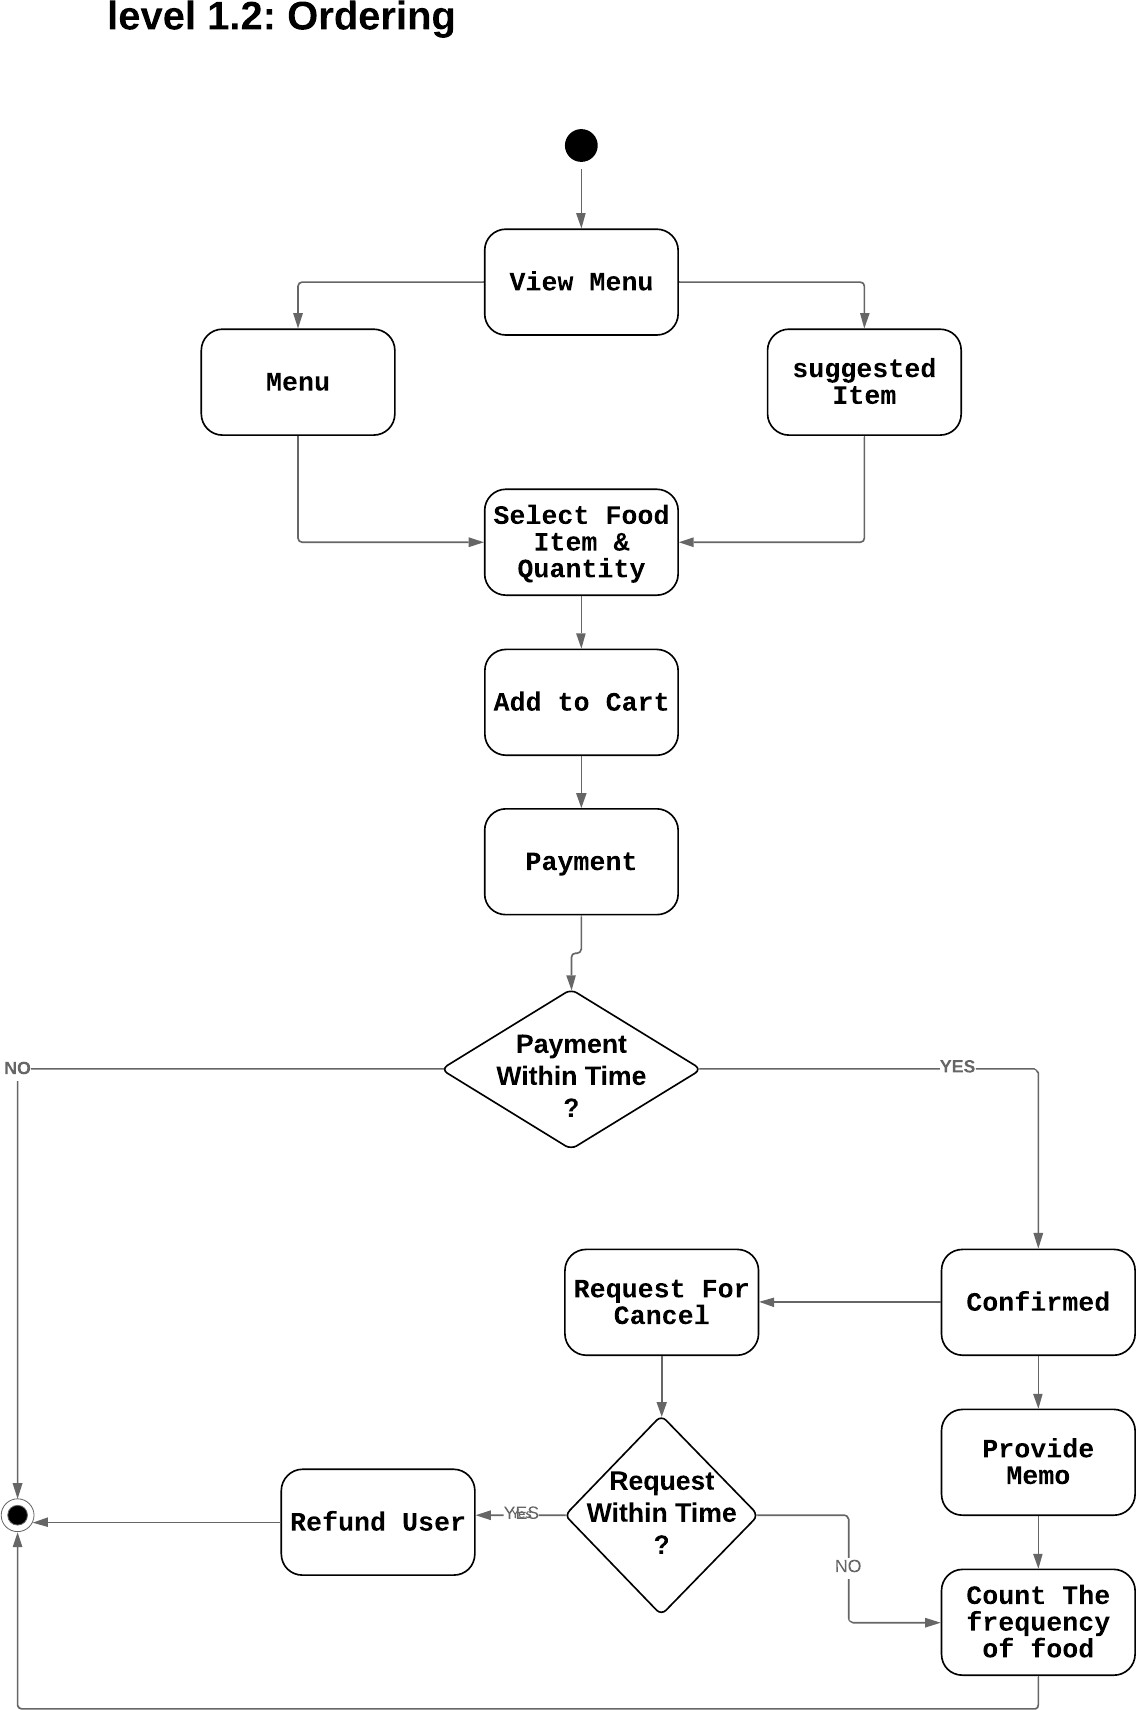 level 1.2: Ordering
View Menu
Menu
suggested
Item
Select Food
Item &
Quantity
Add to Cart
Payment
Payment
Within Time
?
NO
YES
Request For
Cancel
Confirmed
Provide
Memo
Request
Within Time
?
YES
Yes
Refund User
NO
Count The
frequency
of food